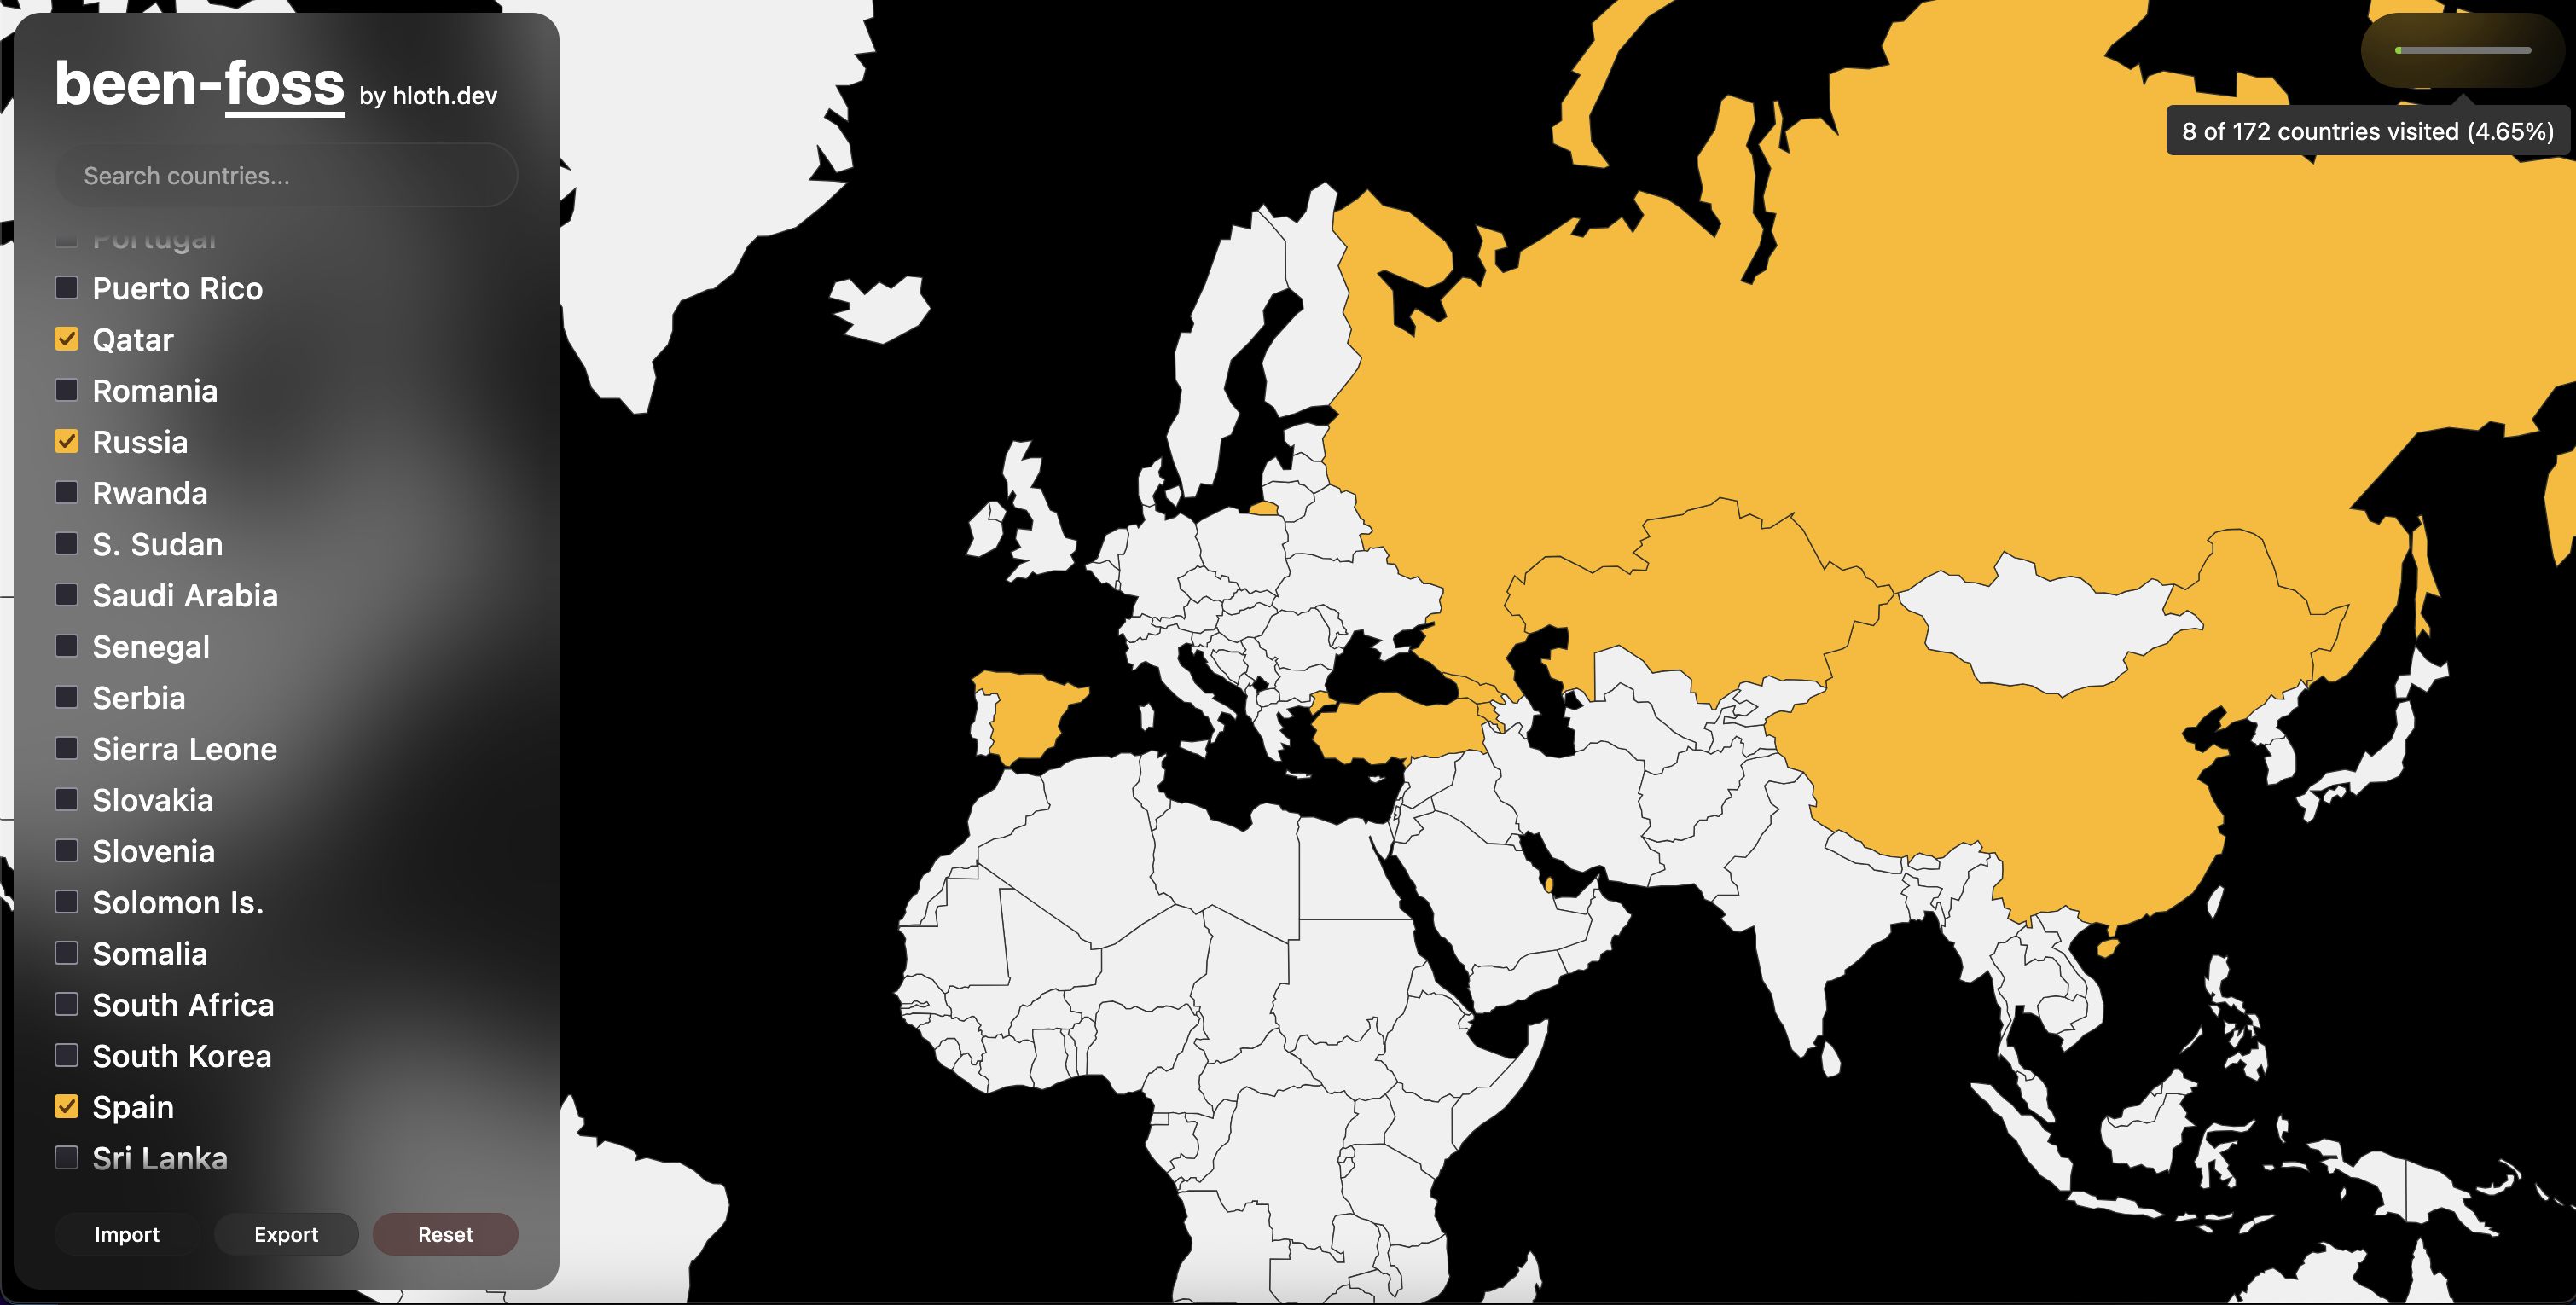 been-foss by hloth.dev
Search countries...
Portugal
Puerto Rico
Qatar
Romania
Russia
Rwanda
S. Sudan
Saudi Arabia
Senegal
Serbia
Sierra Leone
Slovakia
Slovenia
Solomon Is.
Somalia
South Africa
South Korea
Spain
Sri Lanka
Import Export Reset
8 of 172 countries visited (4.65%)